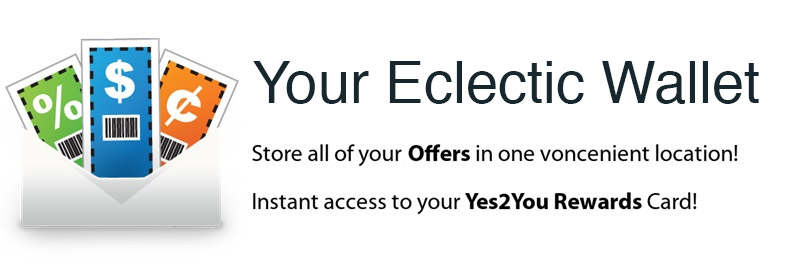 % $ ¢
Your Eclectic Wallet
Store all of your Offers in one voncenient location!
Instant access to your Yes2You Rewards Card!